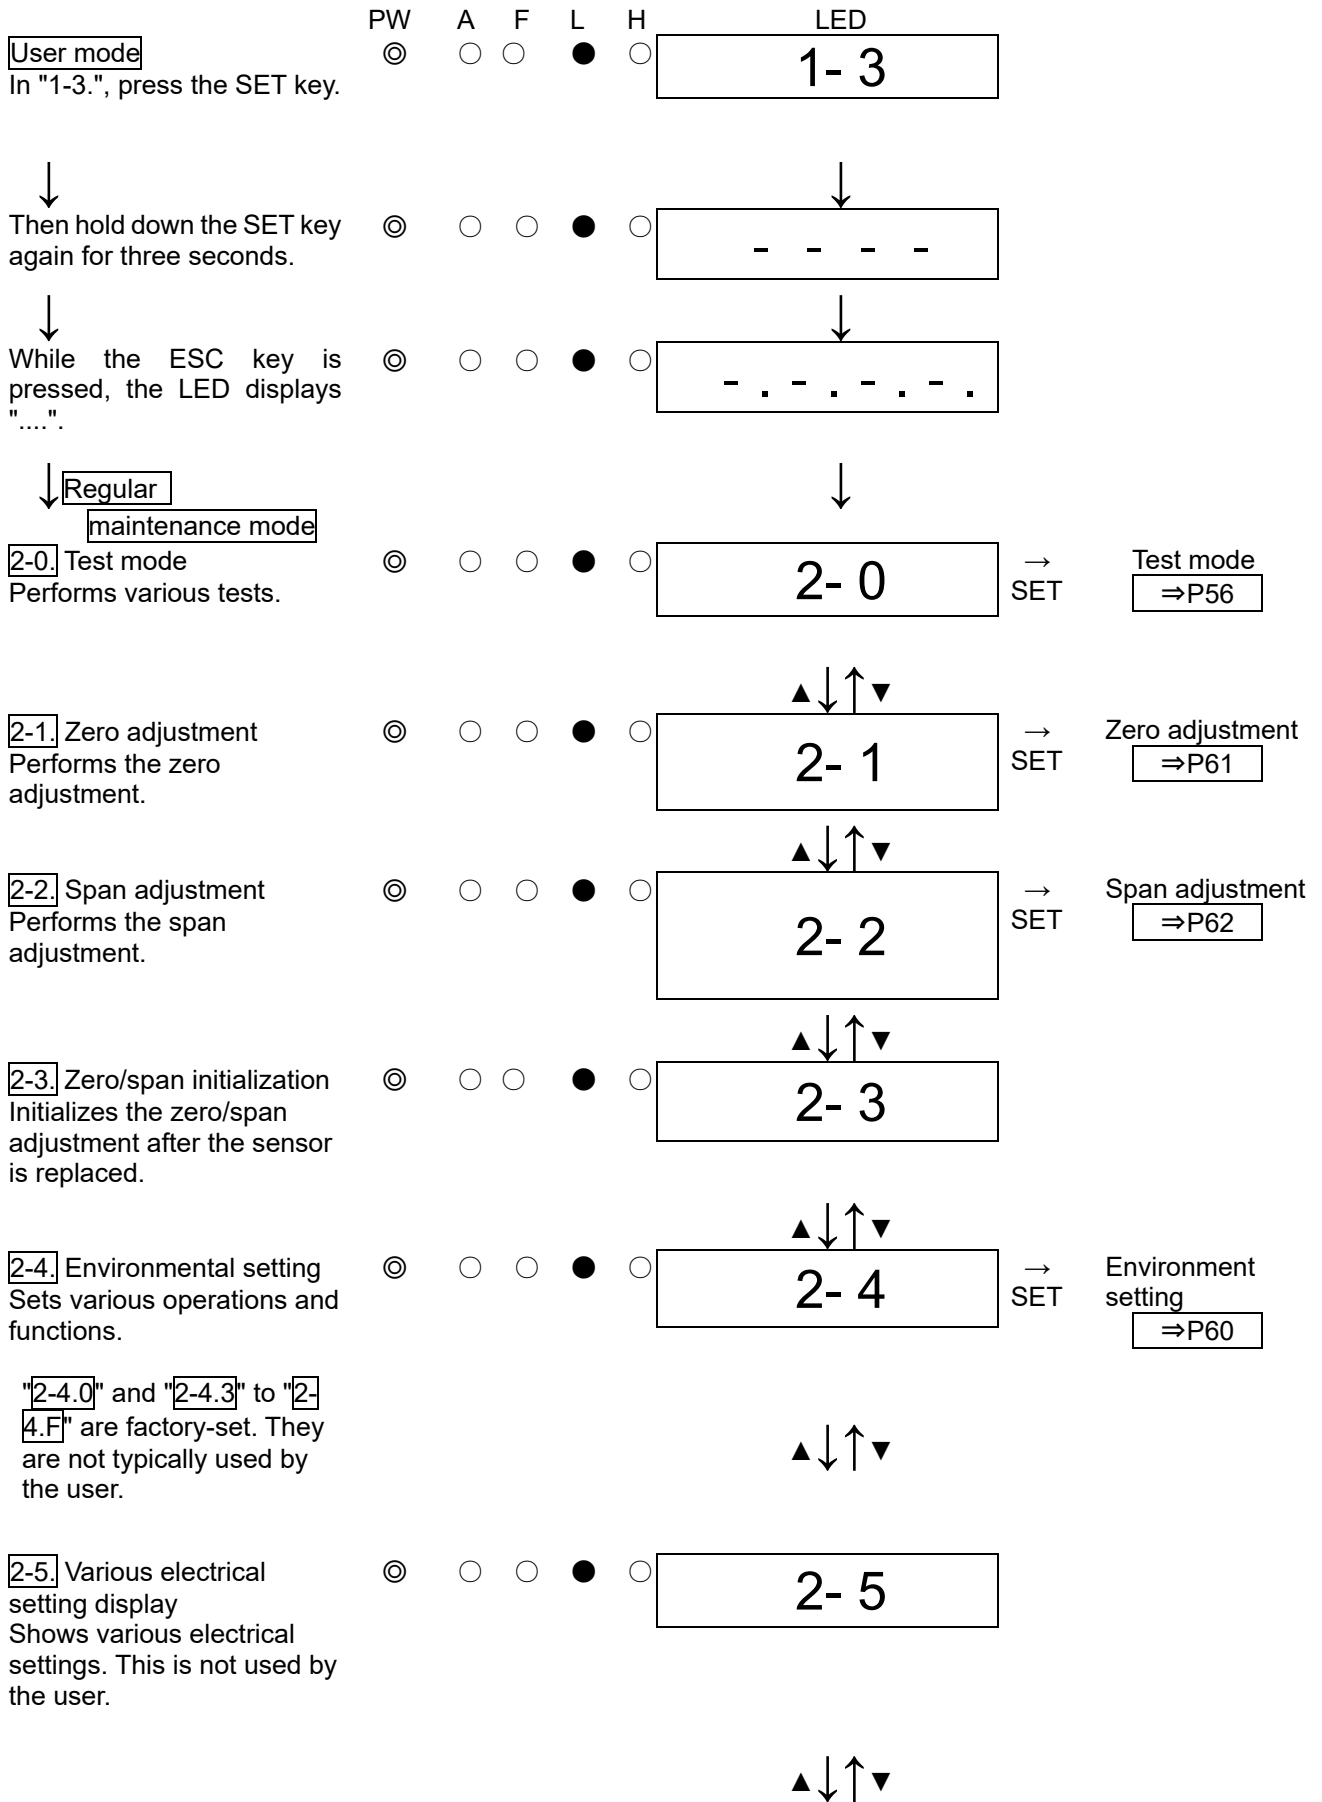 PW A F L H LED
User mode ◎ ○ ○ ● ○ 1- 3
In "1-3.", press the SET key.
↓ ↓
Then hold down the SET key ◎ ○ ○ ● ○ - - - -
again for three seconds.
↓ ↓
While the ESC key is ◎ ○ ○ ● ○ -.-.-.-.
pressed, the LED displays
"....".
↓ Regular ↓
maintenance mode
2-0. Test mode ◎ ○ ○ ● ○ 2- 0 → Test mode
Performs various tests. SET ⇒P56
▲↓↑▼
2-1. Zero adjustment ◎ ○ ○ ● ○ 2- 1 → Zero adjustment
Performs the zero SET ⇒P61
adjustment.
▲↓↑▼
2-2. Span adjustment ◎ ○ ○ ● ○ 2- 2 → Span adjustment
Performs the span SET ⇒P62
adjustment.
▲↓↑▼
2-3. Zero/span initialization ◎ ○ ○ ● ○ 2- 3
Initializes the zero/span
adjustment after the sensor
is replaced.
▲↓↑▼
2-4. Environmental setting ◎ ○ ○ ● ○ 2- 4 → Environment
Sets various operations and SET setting
functions. ⇒P60
"2-4.0" and "2-4.3" to "2-
4.F" are factory-set. They
are not typically used by ▲↓↑▼
the user.
2-5. Various electrical ◎ ○ ○ ● ○ 2- 5
setting display
Shows various electrical
settings. This is not used by
the user.
▲↓↑▼